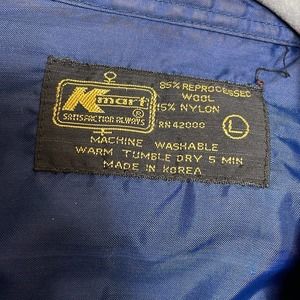 Kmart®
SATISFACTION ALWAYS
85% REPROCESSED
WOOL
15% NYLON
RN 42000
L
MACHINE WASHABLE
WARM TUMBLE DRY 5 MIN
MADE IN KOREA